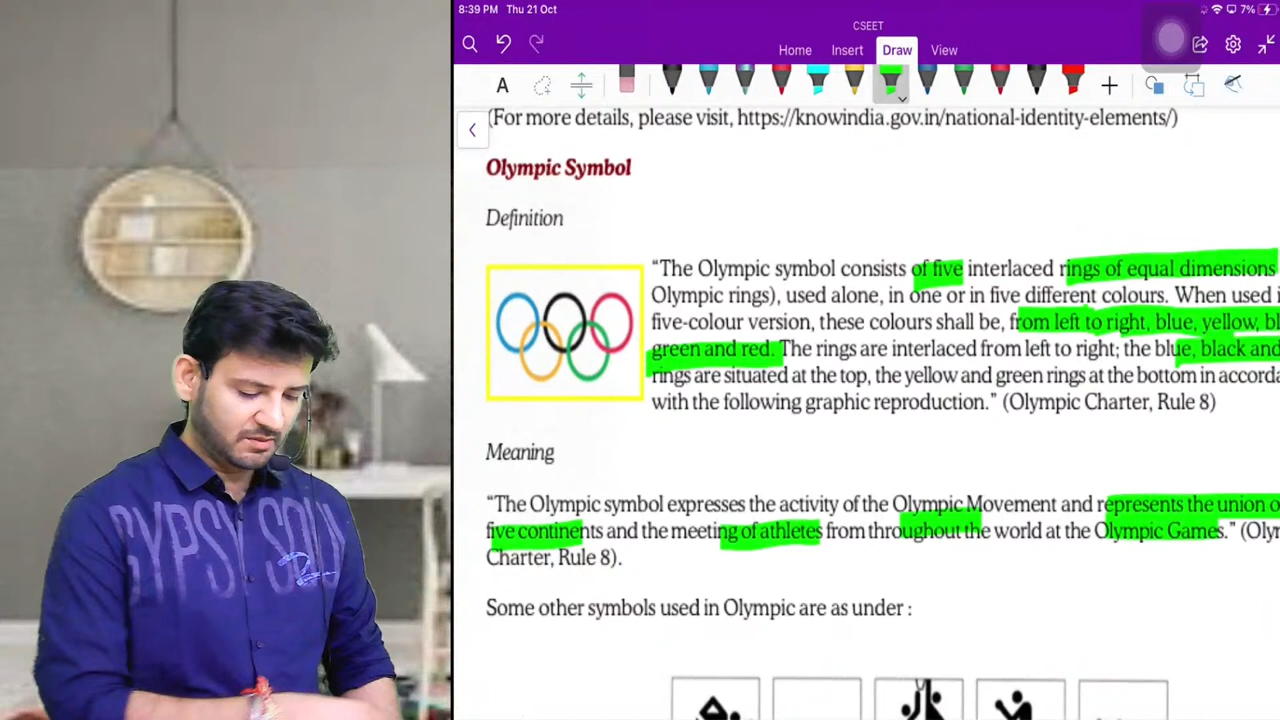 8:39 PM Thu 21 Oct
7%
CSEET
Home Insert Draw View
A
(For more details, please visit, https://knowindia.gov.in/national-identity-elements/)
Olympic Symbol
Definition
“The Olympic symbol consists of five interlaced rings of equal dimensions
Olympic rings), used alone, in one or in five different colours. When used i
five-colour version, these colours shall be, from left to right, blue, yellow, bl
green and red. The rings are interlaced from left to right; the blue, black and
rings are situated at the top, the yellow and green rings at the bottom in accorda
with the following graphic reproduction.” (Olympic Charter, Rule 8)
Meaning
“The Olympic symbol expresses the activity of the Olympic Movement and represents the union o
five continents and the meeting of athletes from throughout the world at the Olympic Games.” (Oly
Charter, Rule 8).
Some other symbols used in Olympic are as under :
GYPSY SOUL